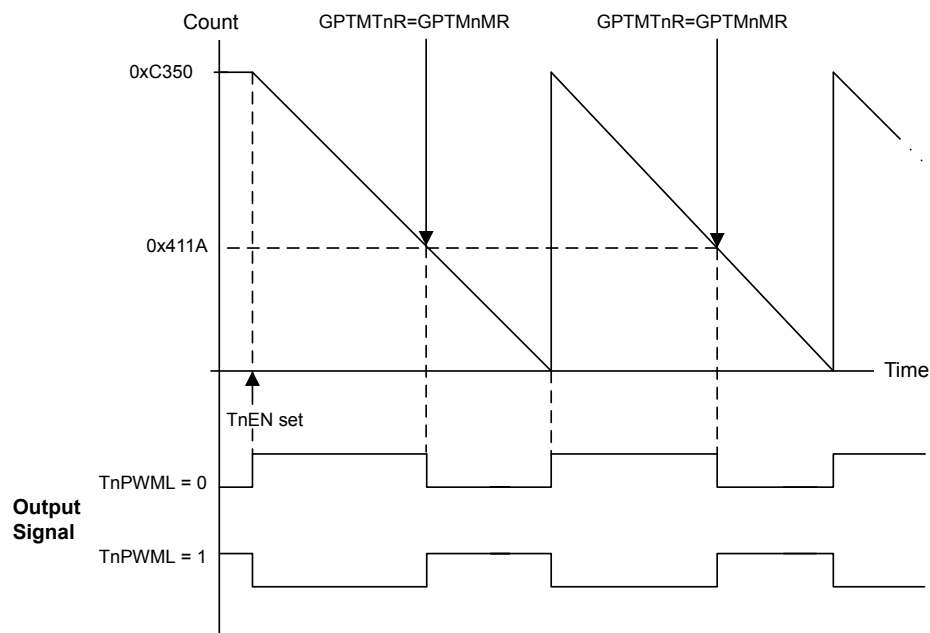 Count
GPTMTnR=GPTMnMR
GPTMTnR=GPTMnMR
0xC350
0x411A
Time
TnEN set
TnPWML = 0
Output
Signal
TnPWML = 1